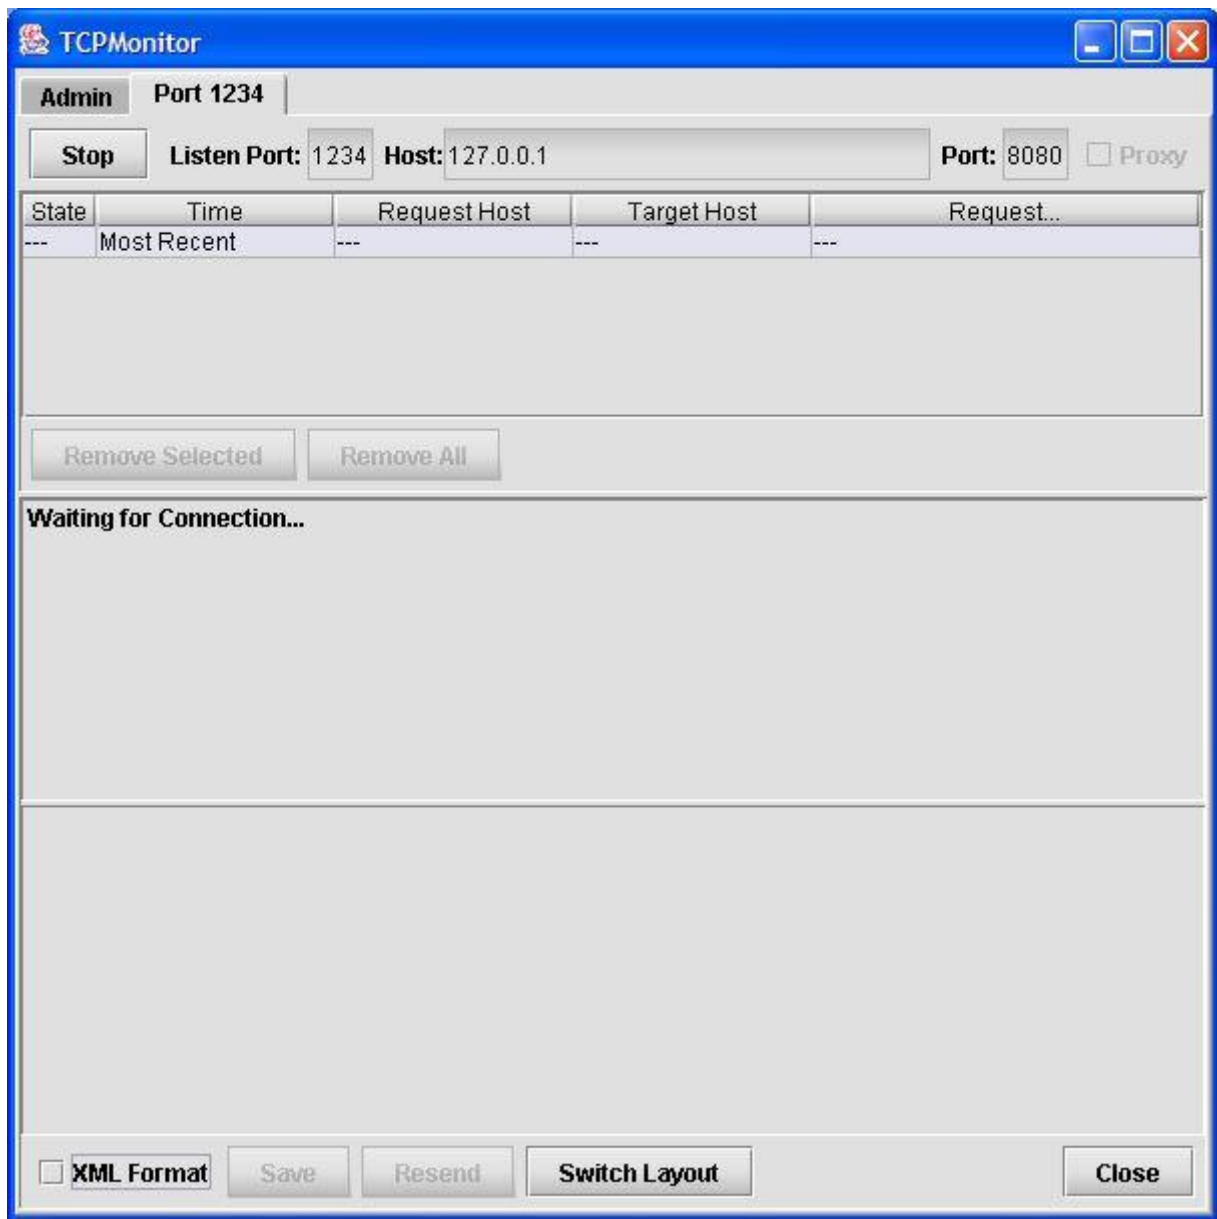 TCPMonitor
Admin Port 1234
Stop Listen Port: 1234 Host: 127.0.0.1 Port: 8080 Proxy
State Time Request Host Target Host Request...
--- Most Recent --- --- ---
Remove Selected Remove All
Waiting for Connection...
XML Format Save Resend Switch Layout Close